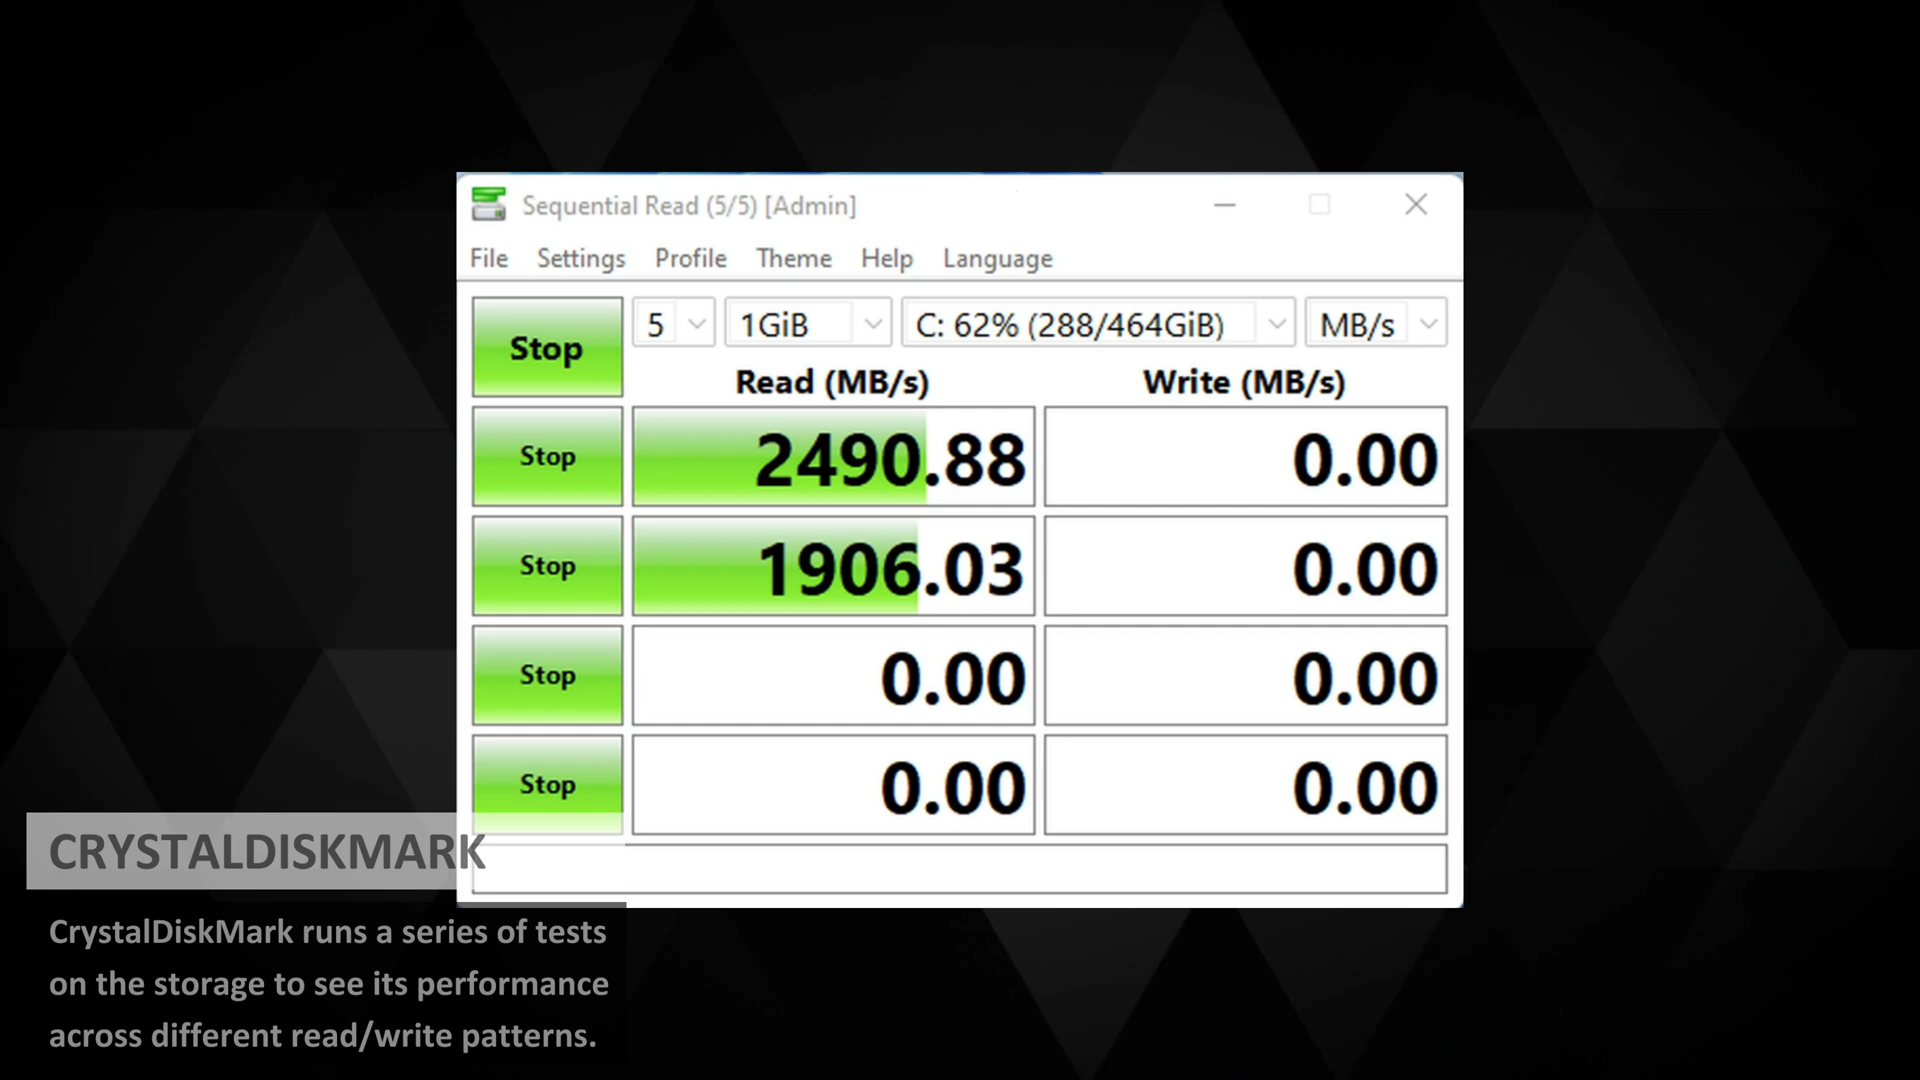 Sequential Read (5/5) [Admin]
File Settings Profile Theme Help Language
Stop 5 1GiB C: 62% (288/464GiB) MB/s
Read (MB/s) Write (MB/s)
Stop 2490.88 0.00
Stop 1906.03 0.00
Stop 0.00 0.00
Stop 0.00 0.00
CRYSTALDISKMARK
CrystalDiskMark runs a series of tests
on the storage to see its performance
across different read/write patterns.